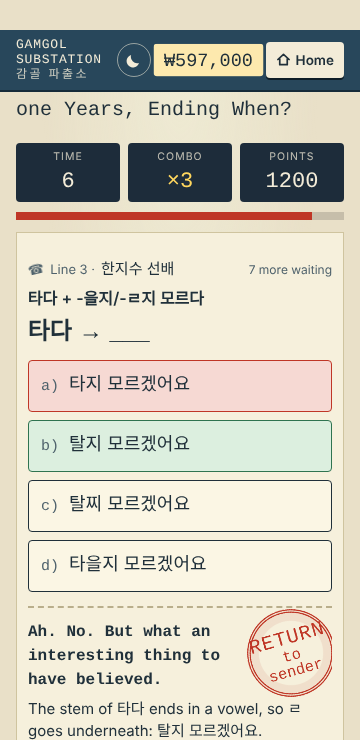 GAMGOL
SUBSTATION
감골 파출소
₩597,000
Home
one Years, Ending When?
TIME
6
COMBO
×3
POINTS
1200
☎ Line 3 · 한지수 선배
7 more waiting
타다 + -을지/-ㄹ지 모르다
타다 → ___
a) 타지 모르겠어요
b) 탈지 모르겠어요
c) 탈찌 모르겠어요
d) 타을지 모르겠어요
Ah. No. But what an
interesting thing to
have believed.
RETURN
to
sender
The stem of 타다 ends in a vowel, so ㄹ
goes underneath: 탈지 모르겠어요.